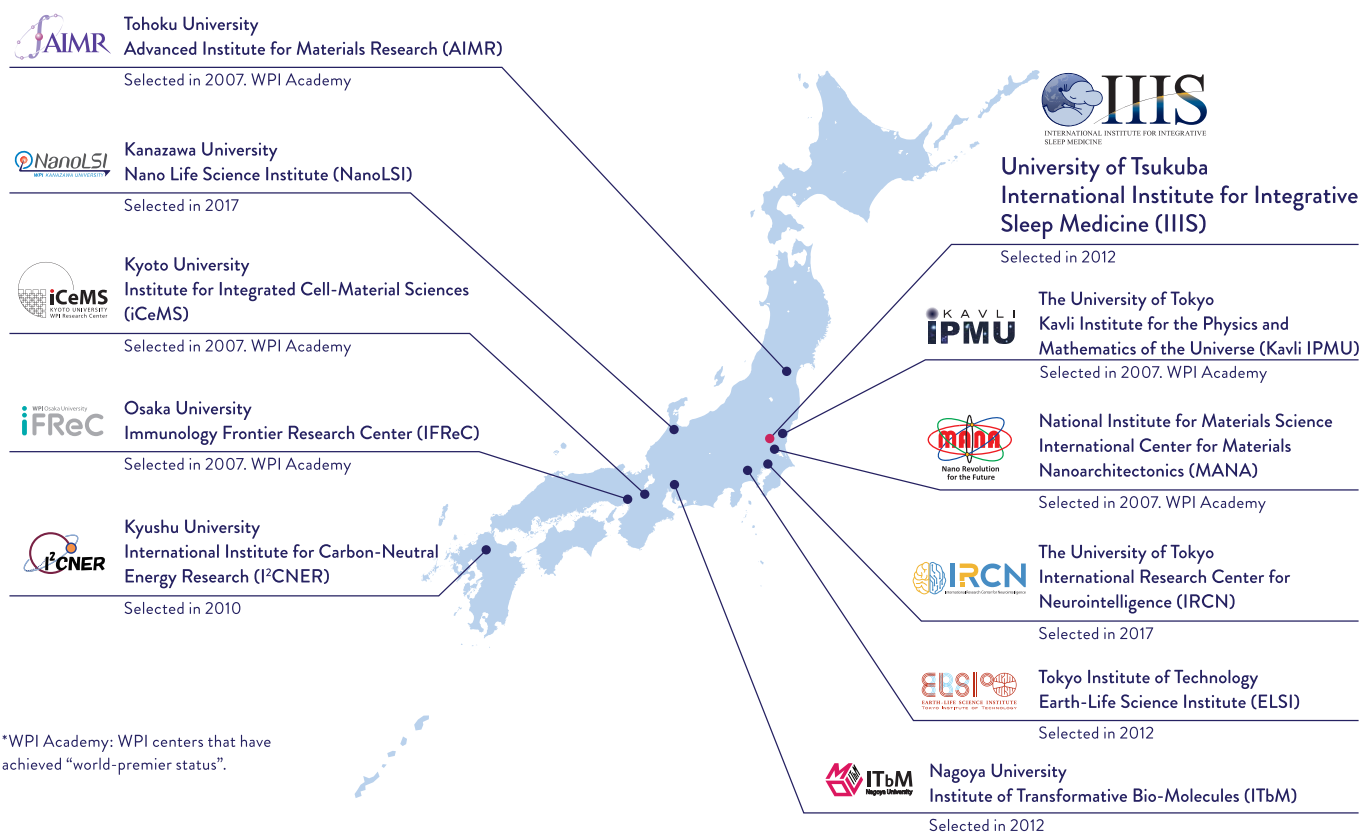 AIMR
Tohoku University
Advanced Institute for Materials Research (AIMR)
Selected in 2007. WPI Academy
NanoLSI
WPI KANAZAWA UNIVERSITY
Kanazawa University
Nano Life Science Institute (NanoLSI)
Selected in 2017
iCeMS
KYOTO UNIVERSITY
WPI Research Center
Kyoto University
Institute for Integrated Cell-Material Sciences
(iCeMS)
Selected in 2007. WPI Academy
WPI Osaka University
iFReC
Osaka University
Immunology Frontier Research Center (IFReC)
Selected in 2007. WPI Academy
I²CNER
Kyushu University
International Institute for Carbon-Neutral
Energy Research (I²CNER)
Selected in 2010
*WPI Academy: WPI centers that have
achieved “world-premier status”.
IIIS
INTERNATIONAL INSTITUTE FOR INTEGRATIVE
SLEEP MEDICINE
University of Tsukuba
International Institute for Integrative
Sleep Medicine (IIIS)
Selected in 2012
KAVLI
iPMU
The University of Tokyo
Kavli Institute for the Physics and
Mathematics of the Universe (Kavli IPMU)
Selected in 2007. WPI Academy
MANA
Nano Revolution
for the Future
National Institute for Materials Science
International Center for Materials
Nanoarchitectonics (MANA)
Selected in 2007. WPI Academy
IRCN
International Research Center for Neurointelligence
The University of Tokyo
International Research Center for
Neurointelligence (IRCN)
Selected in 2017
ELSI
EARTH-LIFE SCIENCE INSTITUTE
TOKYO INSTITUTE OF TECHNOLOGY
Tokyo Institute of Technology
Earth-Life Science Institute (ELSI)
Selected in 2012
ITbM
Nagoya University
Nagoya University
Institute of Transformative Bio-Molecules (ITbM)
Selected in 2012